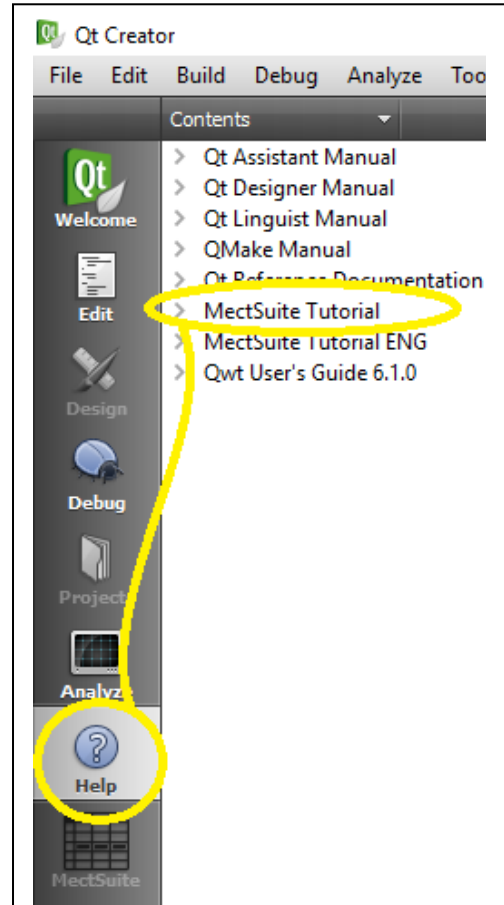 Qt Creator
File Edit Build Debug Analyze Too
Contents
Qt
Welcome
Edit
Design
Debug
Project
Analyze
Help
MectSuite
Qt Assistant Manual
Qt Designer Manual
Qt Linguist Manual
QMake Manual
Qt Reference Documentation
MectSuite Tutorial
MectSuite Tutorial ENG
Qwt User's Guide 6.1.0